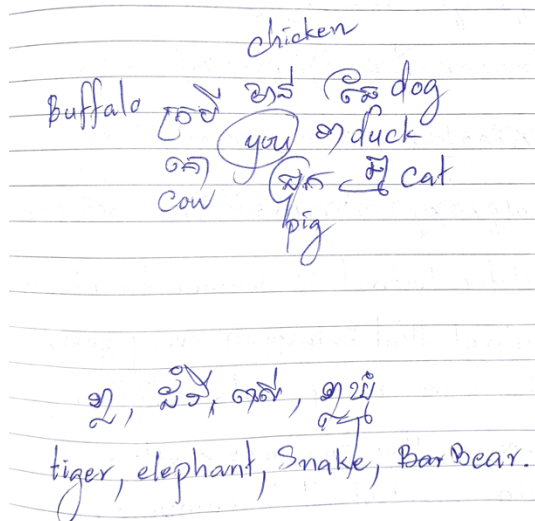 chicken
Buffalo ក្របី មាន់ ឆ្កែ dog
you ទា duck
គោ ជ្រូក ឆ្មា cat
Cow
pig
ខ្លា, ដំរី, ពស់, ខ្លាឃ្មុំ
tiger, elephant, Snake, Bar Bear.